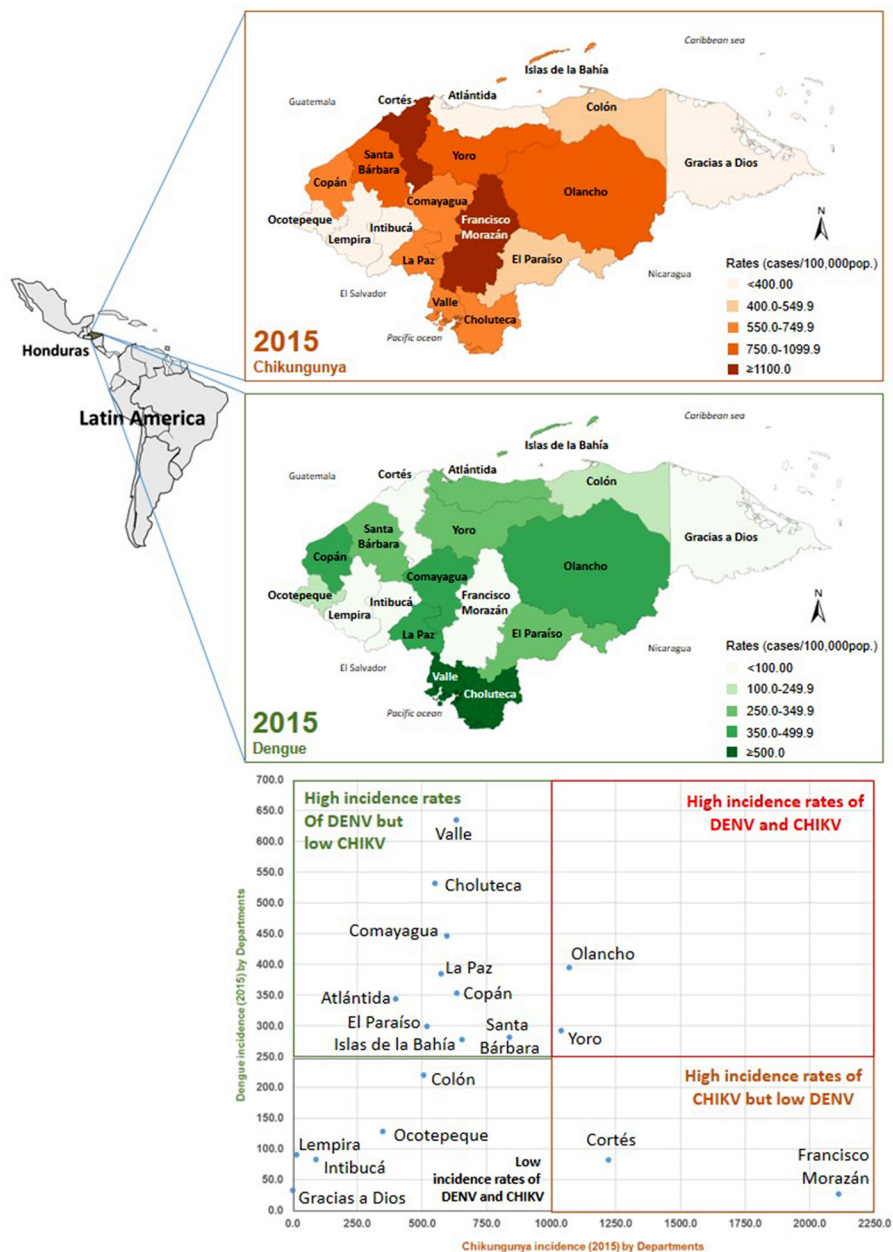 Honduras
Latin America
Caribbean sea
Islas de la Bahía
Guatemala
Cortés
Atlántida
Colón
Santa
Bárbara
Yoro
Gracias a Dios
Copán
Comayagua
Olancho
Ocotepeque
Intibucá
Francisco
Morazán
Lempira
La Paz
El Paraíso
N
El Salvador
Nicaragua
Valle
Choluteca
Pacific ocean
Rates (cases/100,000pop.)
<400.00
400.0-549.9
550.0-749.9
750.0-1099.9
≥1100.0
2015
Chikungunya
Caribbean sea
Islas de la Bahía
Guatemala
Cortés
Atlántida
Colón
Santa
Bárbara
Yoro
Gracias a Dios
Copán
Comayagua
Olancho
Ocotepeque
Intibucá
Francisco
Morazán
Lempira
La Paz
El Paraíso
N
El Salvador
Nicaragua
Valle
Choluteca
Pacific ocean
Rates (cases/100,000pop.)
<100.00
100.0-249.9
250.0-349.9
350.0-499.9
≥500.0
2015
Dengue
Dengue incidence (2015) by Departments
700.0
650.0
600.0
550.0
500.0
450.0
400.0
350.0
300.0
250.0
200.0
150.0
100.0
50.0
0.0
High incidence rates
Of DENV but
low CHIKV
High incidence rates of
DENV and CHIKV
Valle
Choluteca
Comayagua
La Paz
Olancho
Atlántida
Copán
El Paraíso
Islas de la Bahía
Santa
Bárbara
Yoro
Colón
High incidence rates of
CHIKV but low DENV
Ocotepeque
Lempira
Intibucá
Gracias a Dios
Low
incidence rates of
DENV and CHIKV
Cortés
Francisco
Morazán
0.0 250.0 500.0 750.0 1000.0 1250.0 1500.0 1750.0 2000.0 2250.0
Chikungunya incidence (2015) by Departments